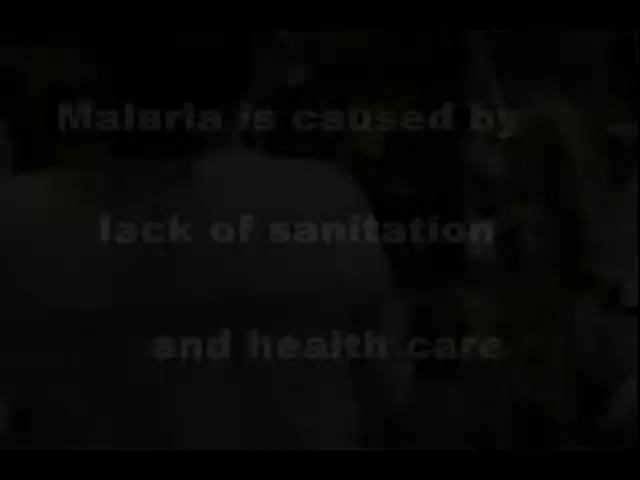 Malaria is caused by
lack of sanitation
and health care